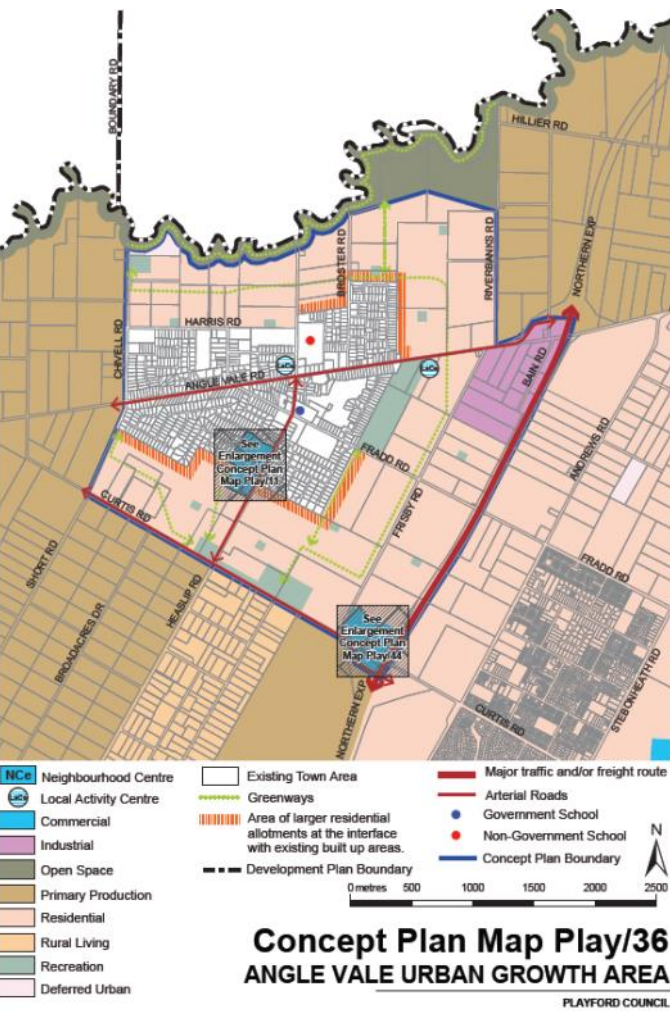 BOUNDARY RD
HILLIER RD
NORTHERN EXP
BROSTER RD
RIVERBANKS RD
HARRIS RD
CHIVELL RD
BAIN RD
LaCe
LaCe
ANGLE VALE RD
ANDREWS RD
See
Enlargement
Concept Plan
Map Play/11
FRADD RD
CURTIS RD
FRISBY RD
SHORT RD
FRADD RD
HEASLIP RD
BROADACRES DR
See
Enlargement
Concept Plan
Map Play/44
STEBONHEATH RD
NORTHERN EXP
CURTIS RD
NCe Neighbourhood Centre
LaCe Local Activity Centre
Commercial
Industrial
Open Space
Primary Production
Residential
Rural Living
Recreation
Deferred Urban
Existing Town Area
Greenways
Area of larger residential
allotments at the interface
with existing built up areas.
Development Plan Boundary
Major traffic and/or freight route
Arterial Roads
Government School
Non-Government School
Concept Plan Boundary
N
0 metres 500 1000 1500 2000 2500
Concept Plan Map Play/36
ANGLE VALE URBAN GROWTH AREA
PLAYFORD COUNCIL